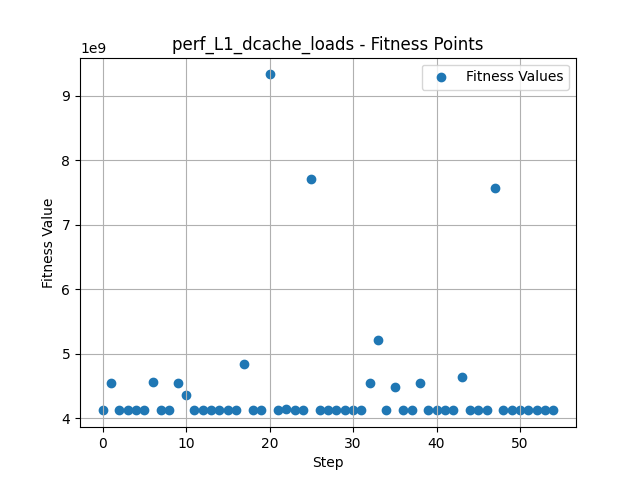 perf_L1_dcache_loads - Fitness Points
1e9
Fitness Values
9
8
7
6
5
4
Fitness Value
0 10 20 30 40 50
Step